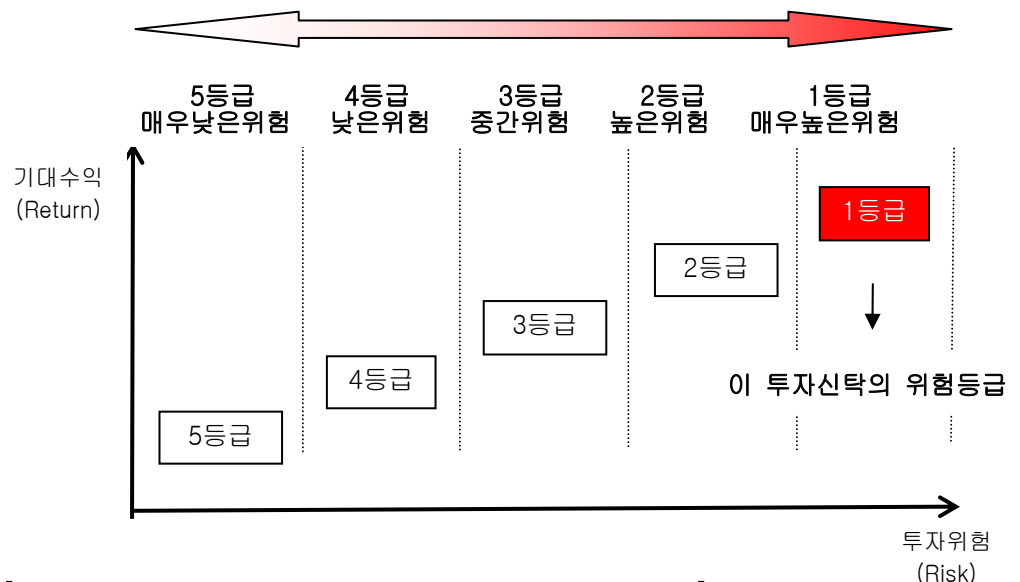 5등급 4등급 3등급 2등급 1등급
매우낮은위험 낮은위험 중간위험 높은위험 매우높은위험
기대수익
(Return)
1등급
2등급
3등급
4등급
이 투자신탁의 위험등급
5등급
투자위험
(Risk)